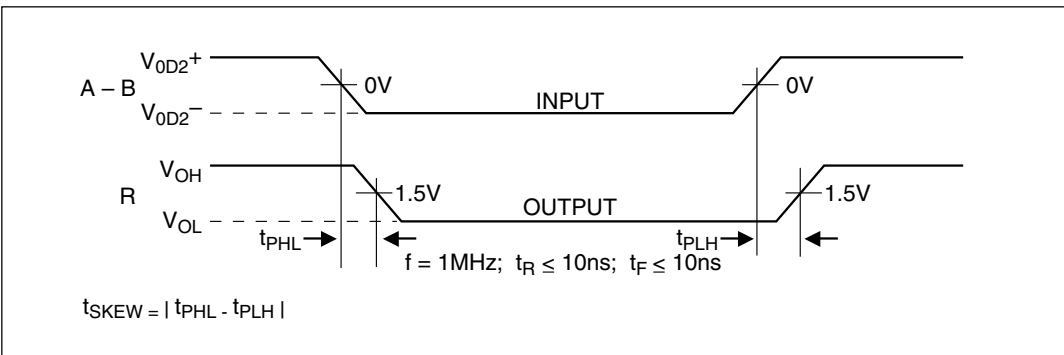 V0D2+
A – B
0V
0V
V0D2–
INPUT
VOH
R
1.5V
1.5V
VOL
OUTPUT
tPHL
tPLH
f = 1MHz; tR ≤ 10ns; tF ≤ 10ns
tSKEW = | tPHL - tPLH |